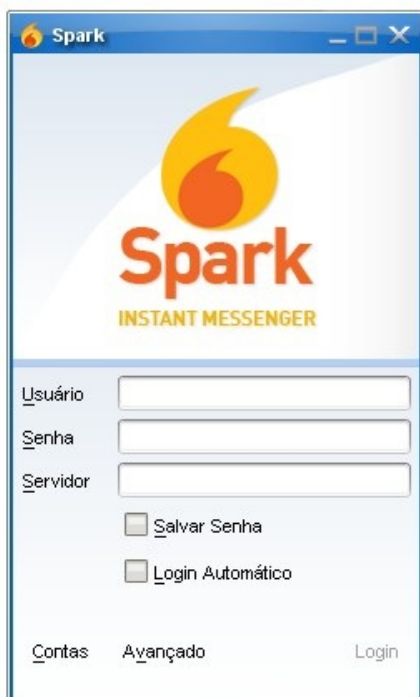 Spark
Spark
INSTANT MESSENGER
Usuário
Senha
Servidor
Salvar Senha
Login Automático
Contas Avançado Login